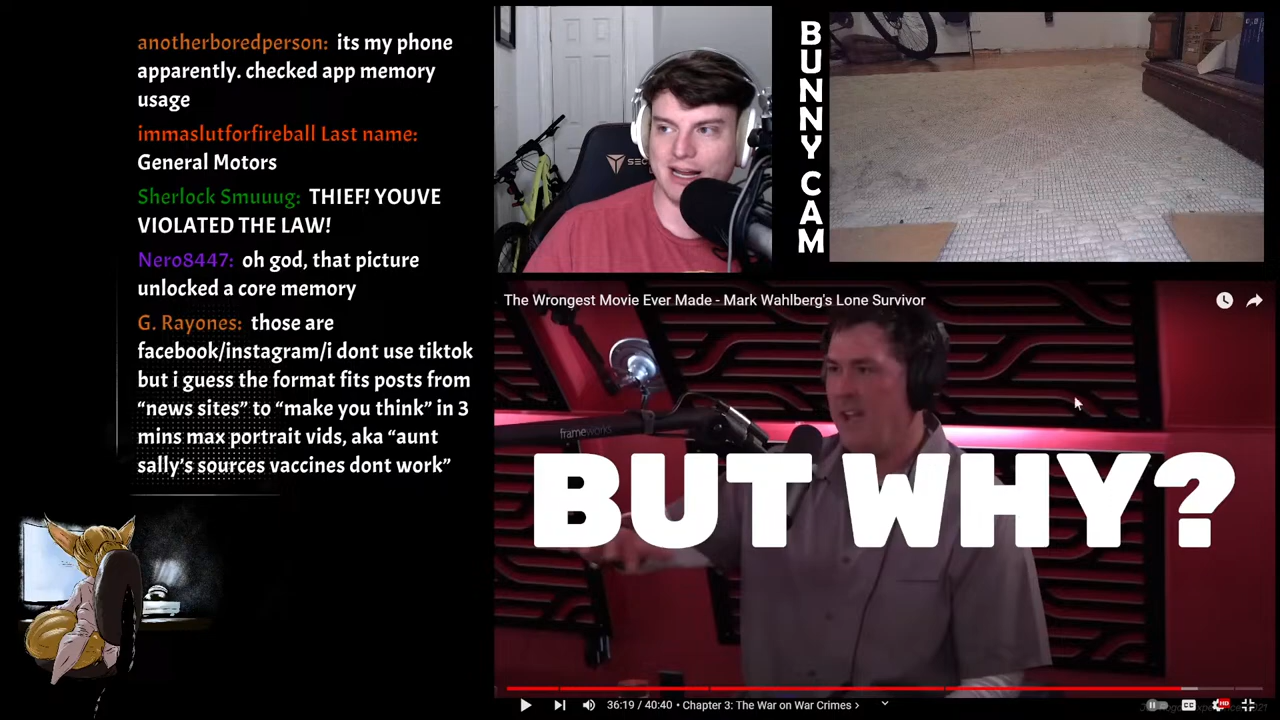 anotherboredperson: its my phone
apparently. checked app memory
usage
immaslutforfireball Last name:
General Motors
Sherlock Smuuug: THIEF! YOUVE
VIOLATED THE LAW!
Nero8447: oh god, that picture
unlocked a core memory
G. Rayones: those are
facebook/instagram/i dont use tiktok
but i guess the format fits posts from
“news sites” to “make you think” in 3
mins max portrait vids, aka “aunt
sally's sources vaccines dont work”
SEC
BUNNY CAM
The Wrongest Movie Ever Made - Mark Wahlberg's Lone Survivor
frameworks
BUT WHY?
36:19 / 40:40 • Chapter 3: The War on War Crimes ›
CC
HD